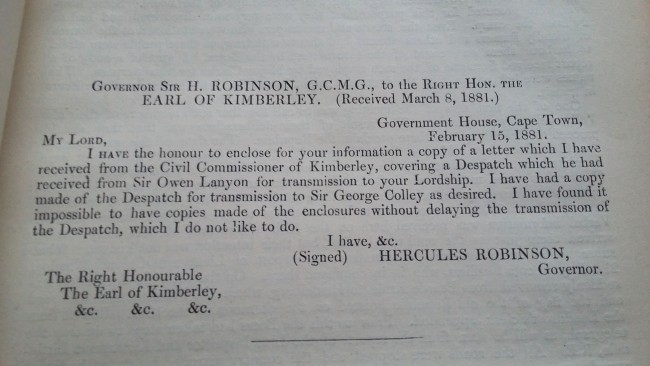 Governor Sir H. ROBINSON, G.C.M.G., to the Right Hon. the
EARL OF KIMBERLEY. (Received March 8, 1881.)
Government House, Cape Town,
My Lord, February 15, 1881.
I have the honour to enclose for your information a copy of a letter which I have
received from the Civil Commissioner of Kimberley, covering a Despatch which he had
received from Sir Owen Lanyon for transmission to your Lordship. I have had a copy
made of the Despatch for transmission to Sir George Colley as desired. I have found it
impossible to have copies made of the enclosures without delaying the transmission of
the Despatch, which I do not like to do.
I have, &c.
(Signed) HERCULES ROBINSON,
Governor.
The Right Honourable
The Earl of Kimberley,
&c. &c. &c.